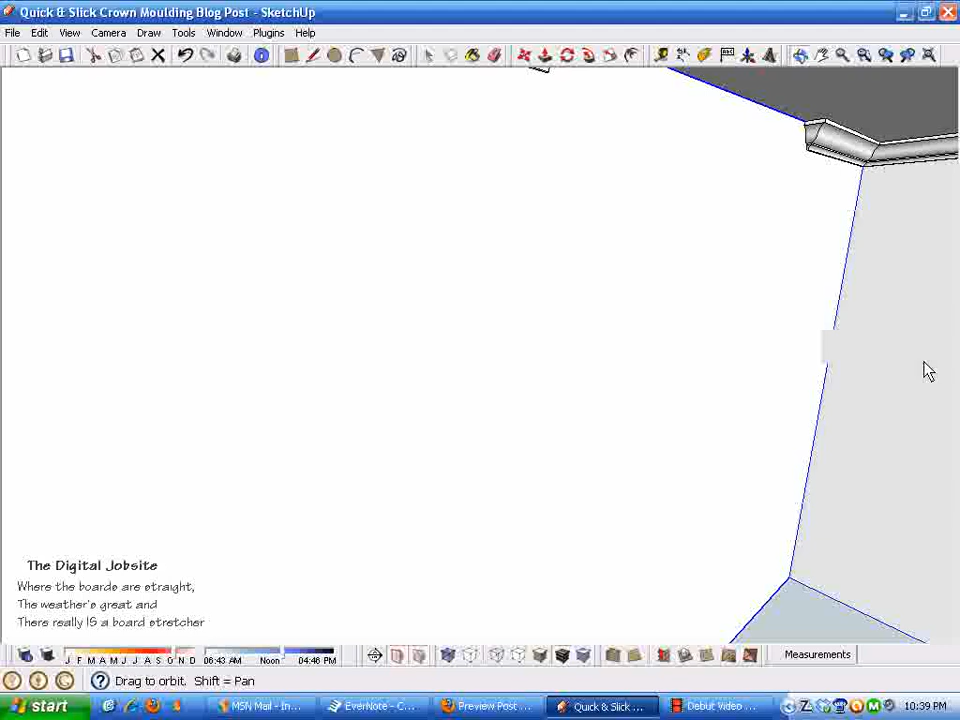 Quick & Slick Crown Moulding Blog Post - SketchUp
File Edit View Camera Draw Tools Window Plugins Help
The Digital Jobsite
Where the boards are straight,
The weather's great and
There really IS a board stretcher
J F M A M J J A S O N D 06:43 AM Noon 04:46 PM Measurements
Drag to orbit. Shift = Pan
start MSN Mail - In... EverNote - C... Preview Post ... Quick & Slick ... Debut Video ... 10:39 PM